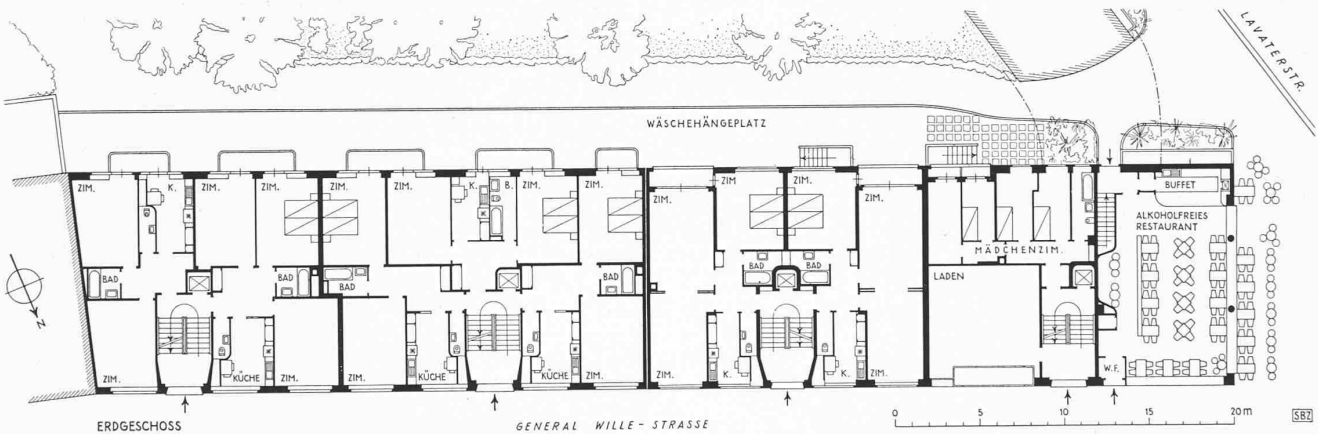 LAVATERSTR.
WÄSCHEHÄNGEPLATZ
ZIM. K. ZIM. ZIM. ZIM. ZIM. K. B. ZIM. ZIM. ZIM. ZIM ZIM. ZIM.
BUFFET
ALKOHOLFREIES
RESTAURANT
MÄDCHENZIM.
BAD BAD BAD BAD BAD BAD
LADEN
N
ZIM. KÜCHE ZIM. ZIM. KÜCHE KÜCHE ZIM. ZIM. K. K. ZIM. W.F.
0 5 10 15 20 m
SBZ
ERDGESCHOSS
GENERAL WILLE-STRASSE